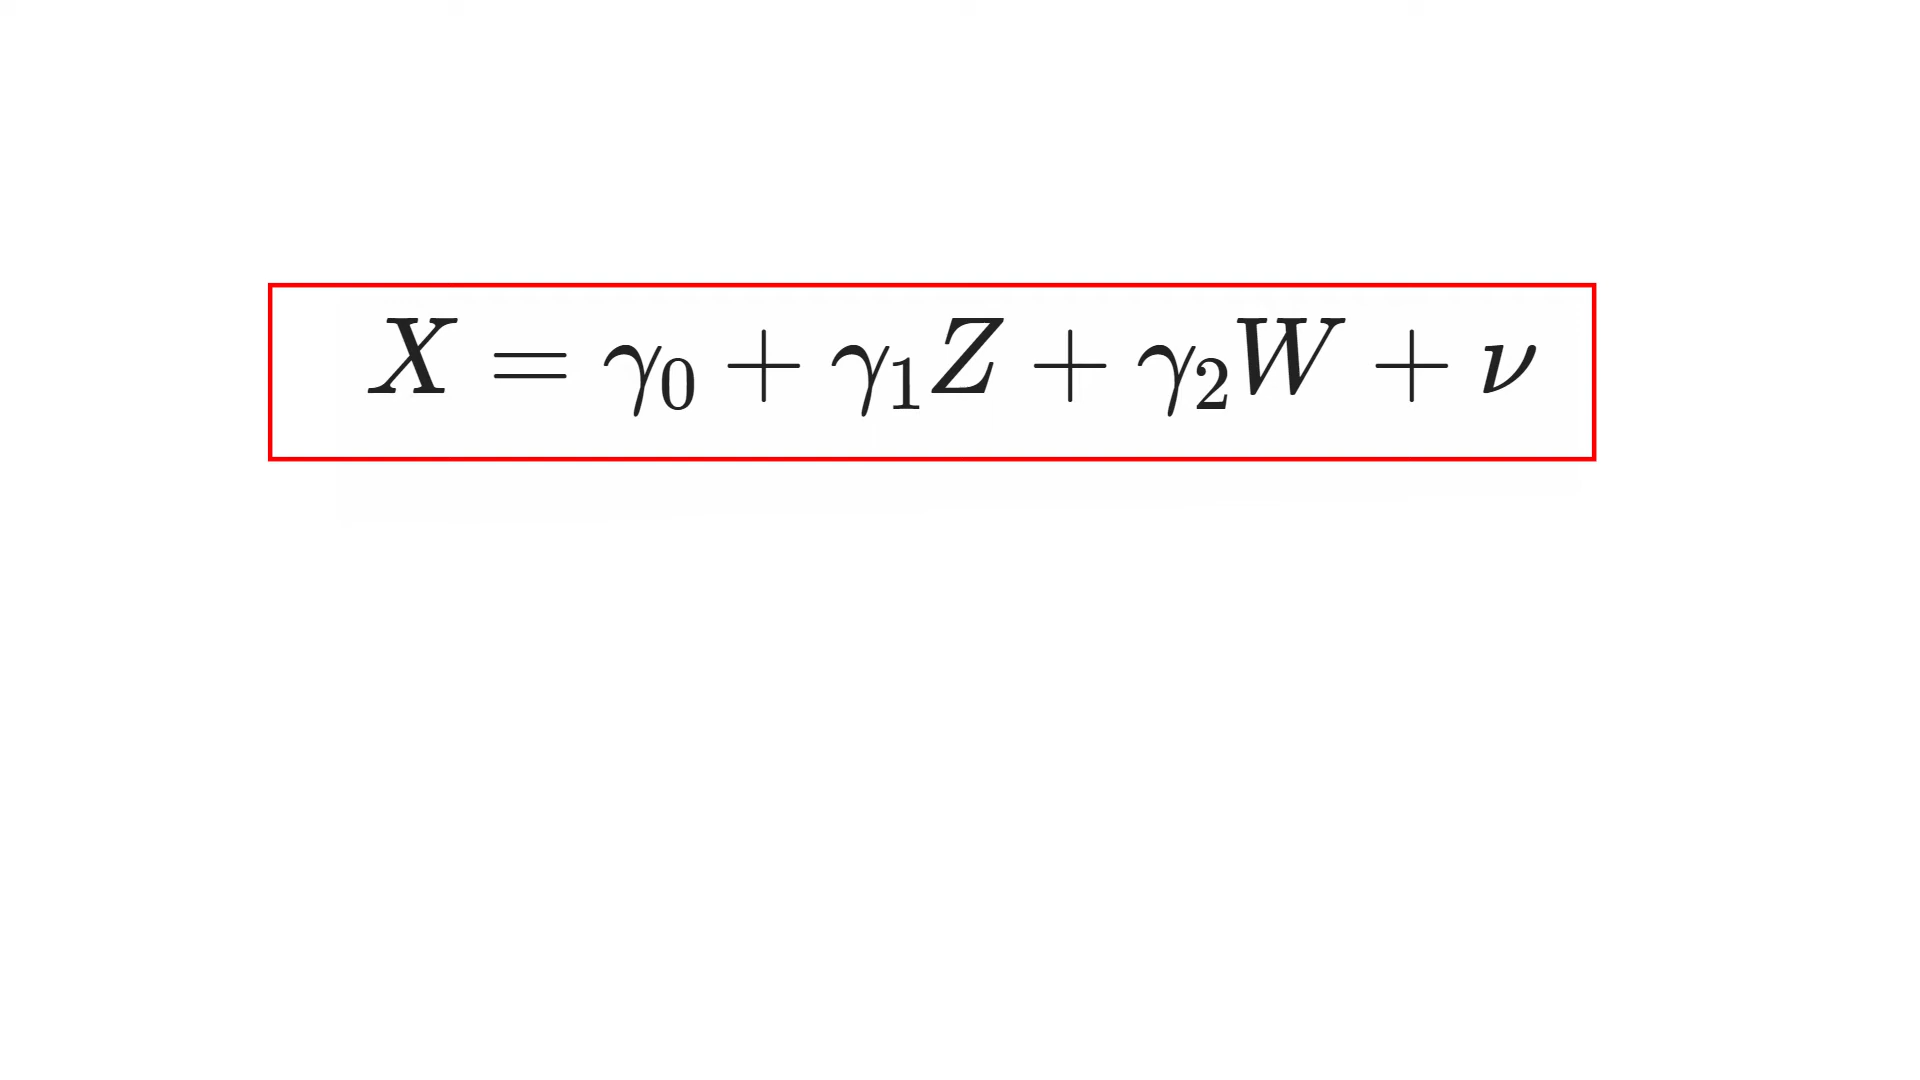 X = γ₀ + γ₁Z + γ₂W + ν